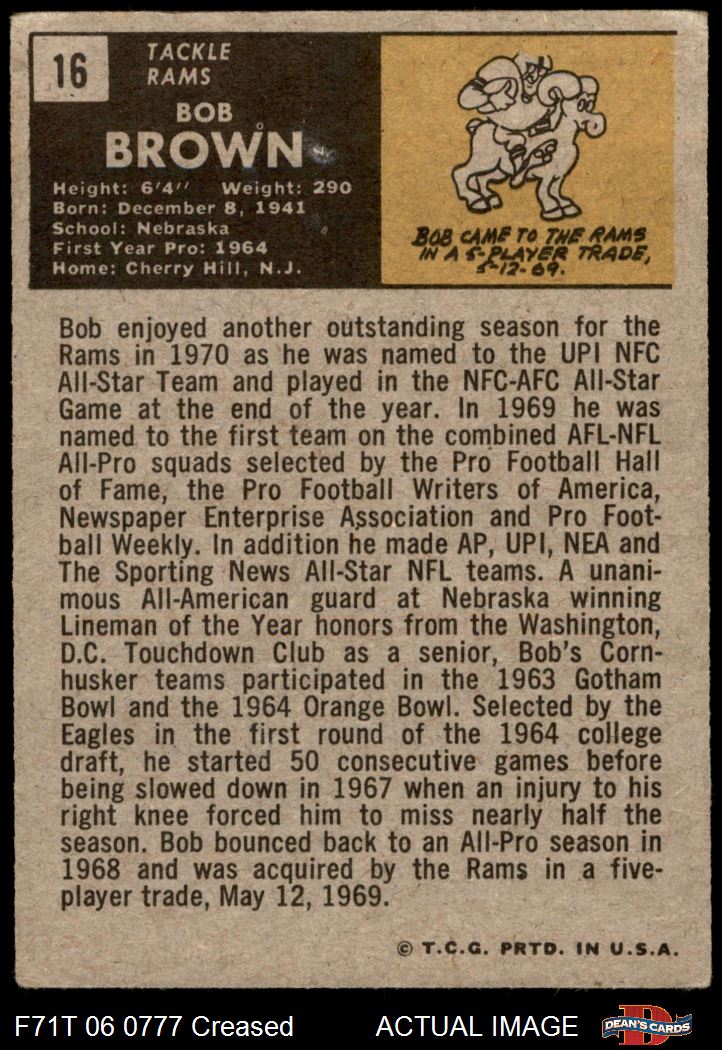 16
TACKLE
RAMS
BOB
BROWN
Height: 6'4" Weight: 290
Born: December 8, 1941
School: Nebraska
First Year Pro: 1964
Home: Cherry Hill, N.J.
BOB CAME TO THE RAMS
IN A 5-PLAYER TRADE,
5-12-69.
Bob enjoyed another outstanding season for the
Rams in 1970 as he was named to the UPI NFC
All-Star Team and played in the NFC-AFC All-Star
Game at the end of the year. In 1969 he was
named to the first team on the combined AFL-NFL
All-Pro squads selected by the Pro Football Hall
of Fame, the Pro Football Writers of America,
Newspaper Enterprise Association and Pro Foot-
ball Weekly. In addition he made AP, UPI, NEA and
The Sporting News All-Star NFL teams. A unani-
mous All-American guard at Nebraska winning
Lineman of the Year honors from the Washington,
D.C. Touchdown Club as a senior, Bob's Corn-
husker teams participated in the 1963 Gotham
Bowl and the 1964 Orange Bowl. Selected by the
Eagles in the first round of the 1964 college
draft, he started 50 consecutive games before
being slowed down in 1967 when an injury to his
right knee forced him to miss nearly half the
season. Bob bounced back to an All-Pro season in
1968 and was acquired by the Rams in a five-
player trade, May 12, 1969.
© T.C.G. PRTD. IN U.S.A.
F71T 06 0777 Creased ACTUAL IMAGE DEAN'S CARDS